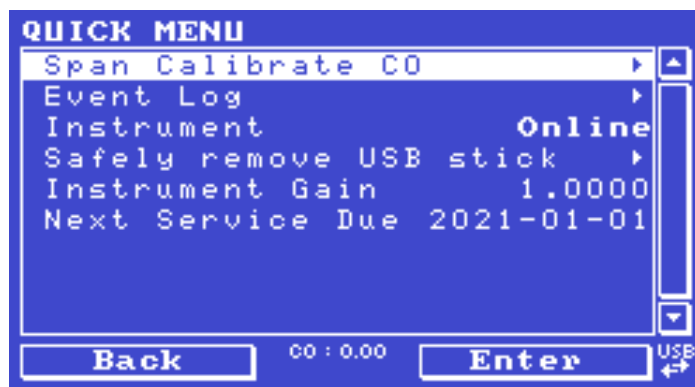 QUICK MENU
Span Calibrate CO
Event Log
Instrument Online
Safely remove USB stick
Instrument Gain 1.0000
Next Service Due 2021-01-01
Back CO:0.00 Enter USB